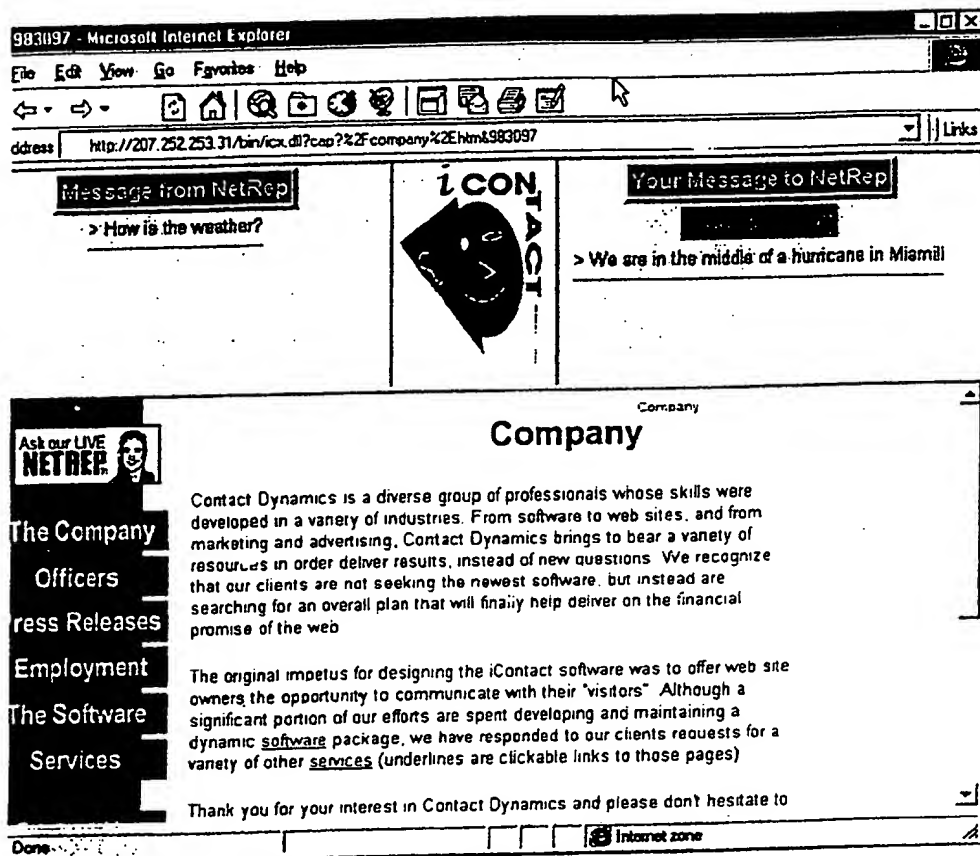 983097 - Microsoft Internet Explorer
File Edit View Go Favorites Help
ddress http://207.252.253.31/bin/icx.dll?cap?%2Fcompany%2Ehtm&983097 Links
Message from NetRep
> How is the weather?
iCONTACT
Your Message to NetRep
> We are in the middle of a hurricane in Miami!
Ask our LIVE
NETREP
The Company
Officers
ress Releases
Employment
The Software
Services
Company
Company
Contact Dynamics is a diverse group of professionals whose skills were
developed in a variety of industries. From software to web sites, and from
marketing and advertising, Contact Dynamics brings to bear a variety of
resources in order deliver results, instead of new questions. We recognize
that our clients are not seeking the newest software, but instead are
searching for an overall plan that will finally help deliver on the financial
promise of the web
The original impetus for designing the iContact software was to offer web site
owners the opportunity to communicate with their "visitors" Although a
significant portion of our efforts are spent developing and maintaining a
dynamic software package, we have responded to our clients requests for a
variety of other services (underlines are clickable links to those pages)
Thank you for your interest in Contact Dynamics and please don't hesitate to
Done Internet zone